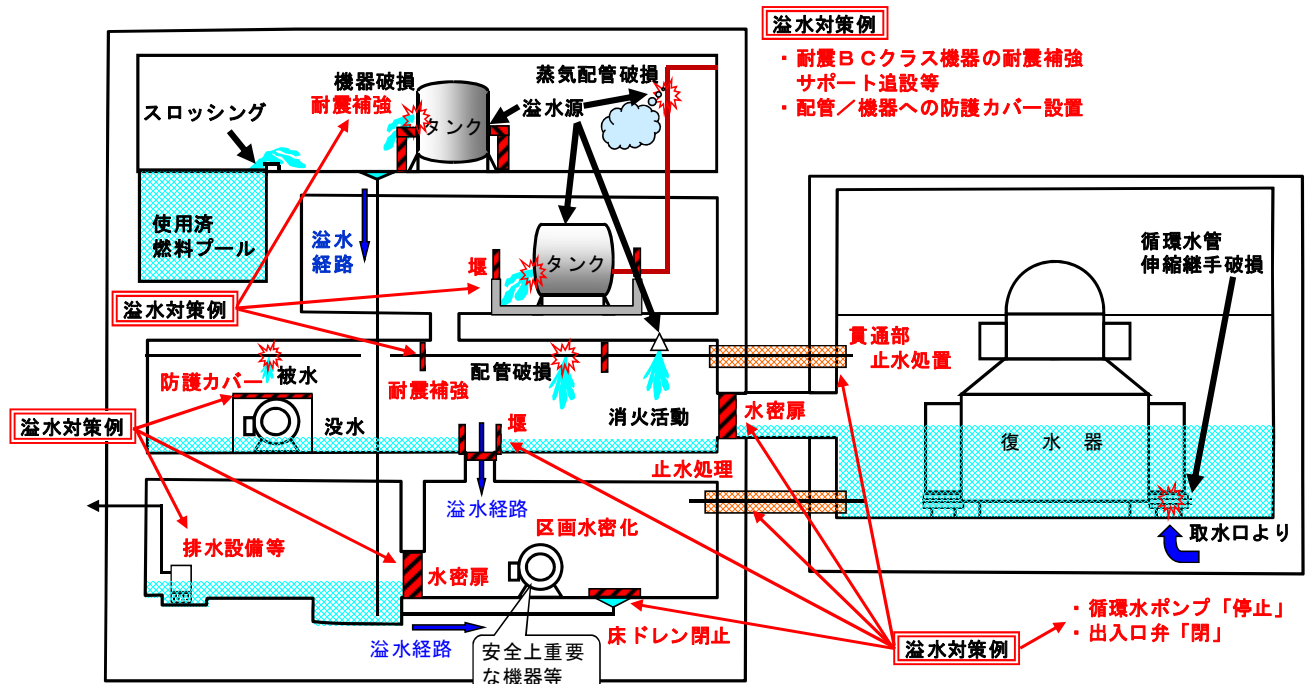 溢水対策例
・耐震BCクラス機器の耐震補強
サポート追設等
・配管/機器への防護カバー設置
蒸気配管破損
機器破損
耐震補強
スロッシング
溢水源
タンク
使用済
燃料プール
溢水
経路
堰
タンク
循環水管
伸縮継手破損
溢水対策例
貫通部
止水処置
防護カバー
被水
耐震補強
配管破損
消火活動
溢水対策例
没水
堰
水密扉
復水器
止水処理
溢水経路
区画水密化
取水口より
排水設備等
水密扉
床ドレン閉止
溢水経路
安全上重要
な機器等
溢水対策例
・循環水ポンプ「停止」
・出入口弁「閉」